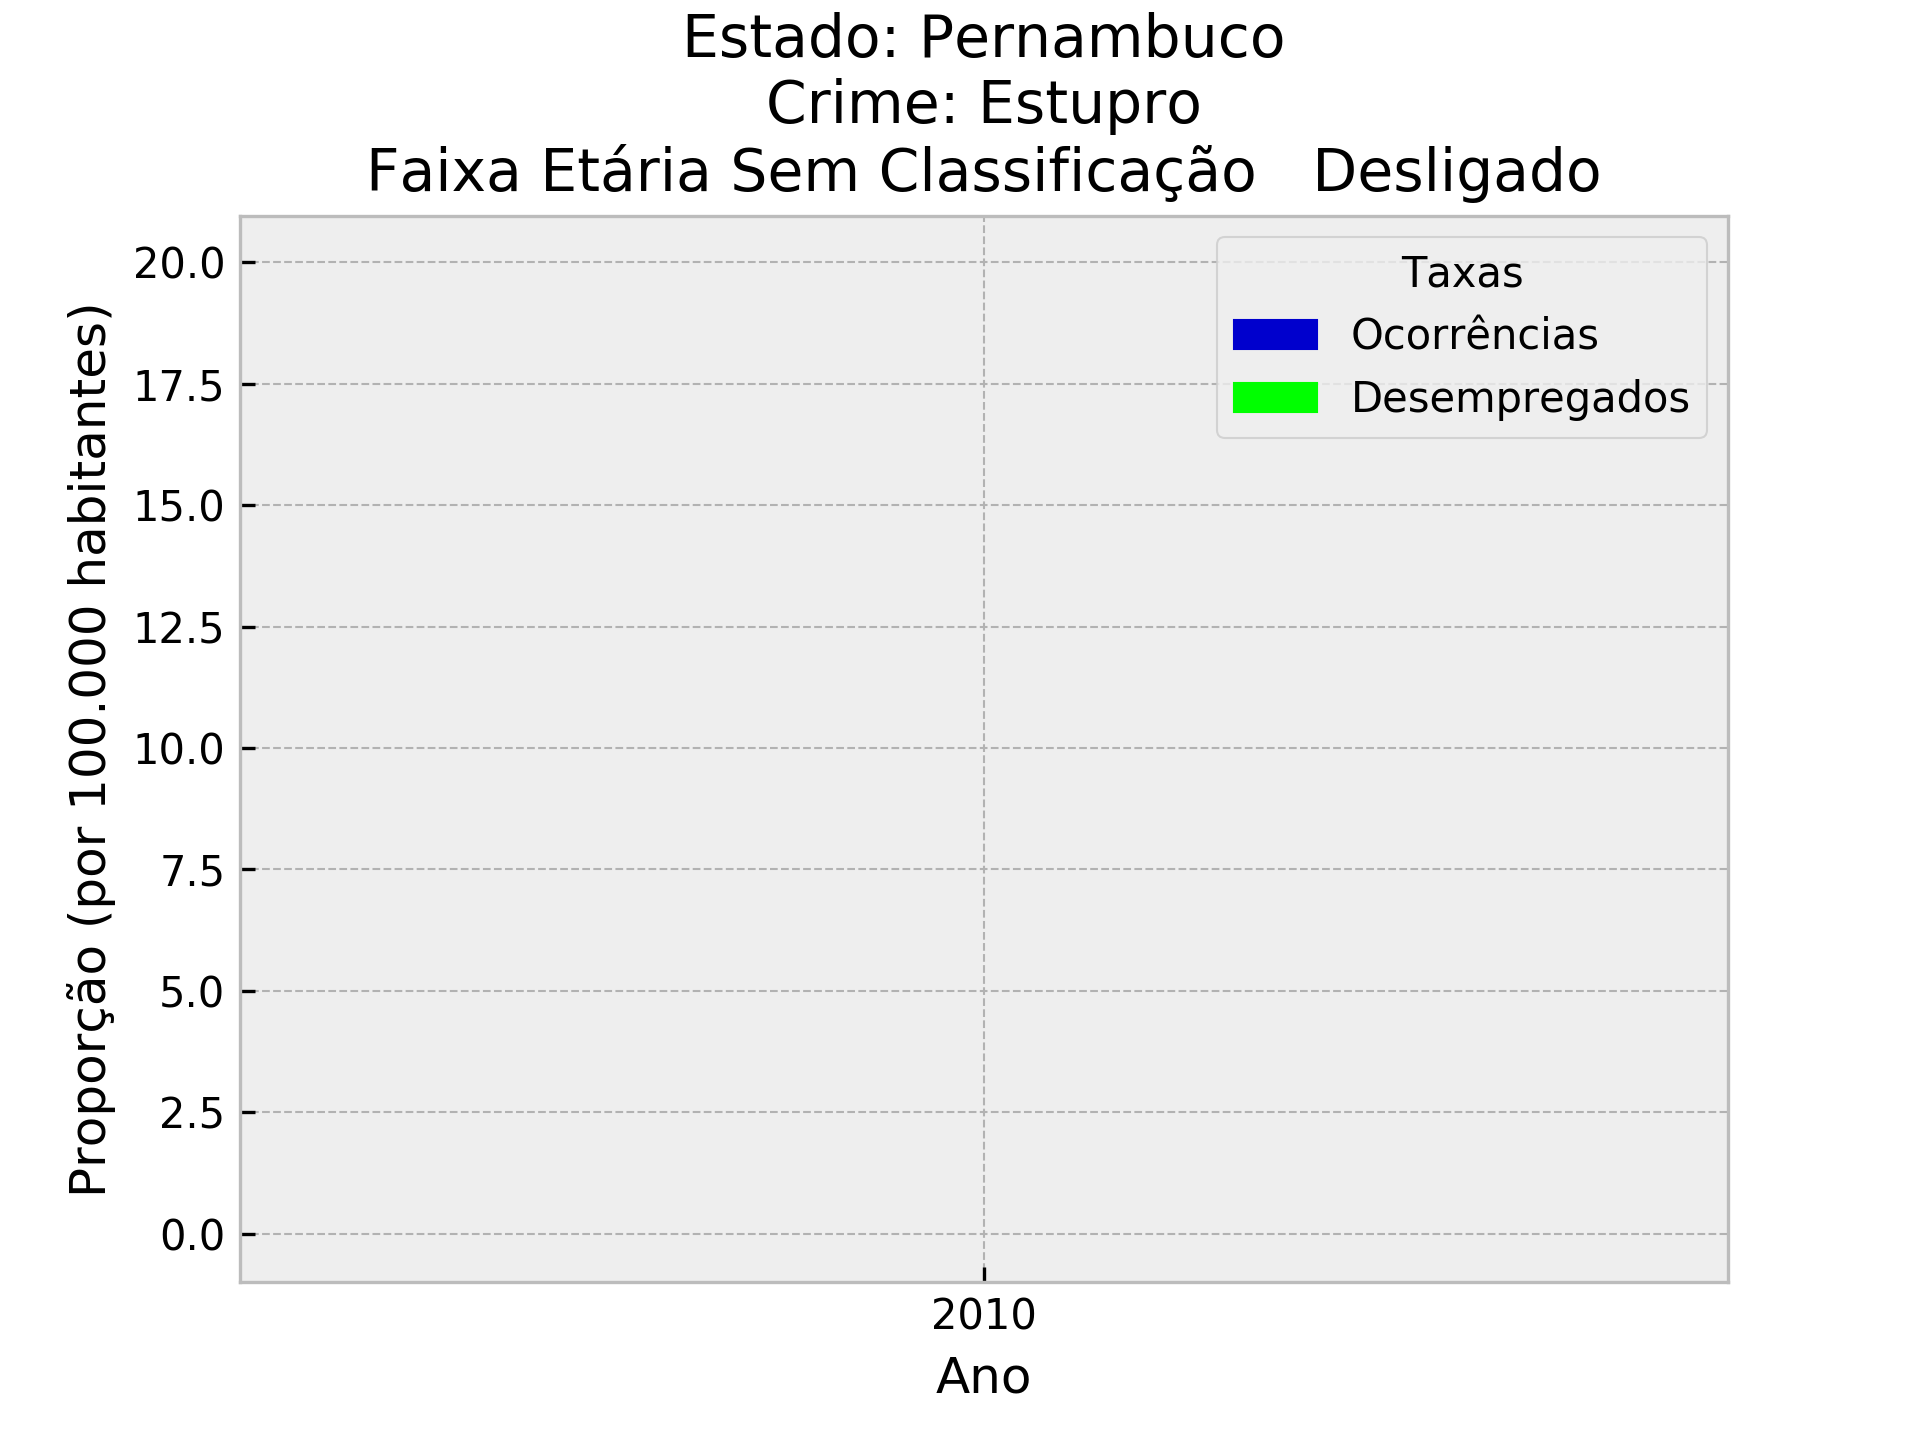 Estado: Pernambuco
Crime: Estupro
Faixa Etária Sem Classificação   Desligado
Taxas
Ocorrências
Desempregados
Proporção (por 100.000 habitantes)
20.0
17.5
15.0
12.5
10.0
7.5
5.0
2.5
0.0
2010
Ano